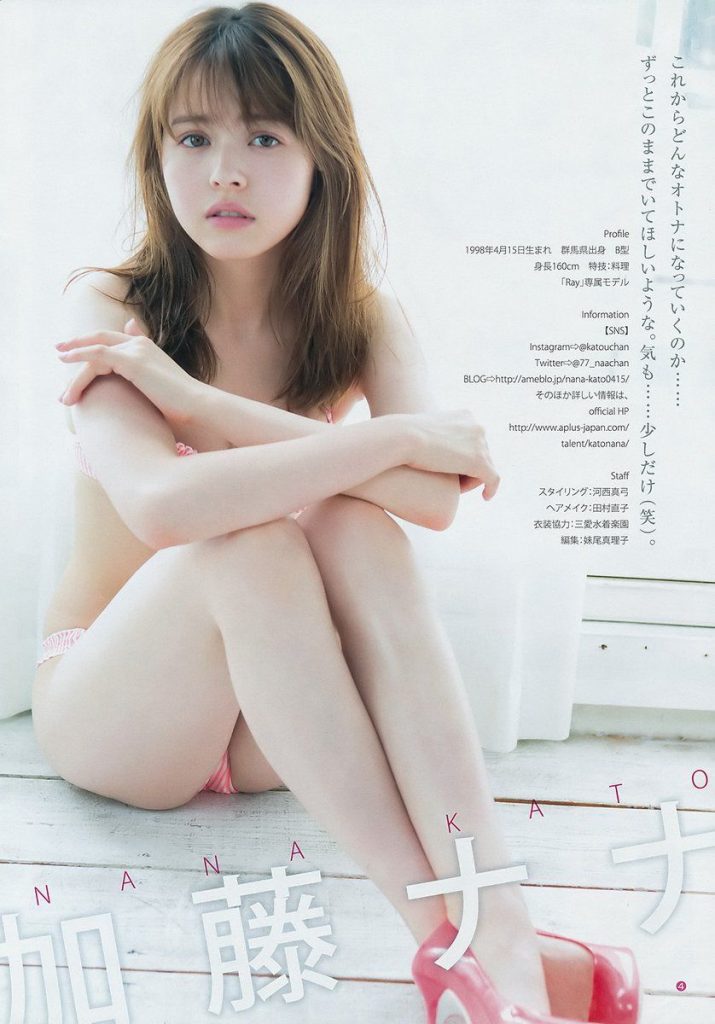 これからどんなオトナになっていくのか……
ずっとこのままでいてほしいような。気も……少しだけ（笑）。
Profile
1998年4月15日生まれ　群馬県出身　B型
身長160cm　特技：料理
「Ray」専属モデル
Information
【SNS】
Instagram⇨@katouchan
Twitter⇨@77_naachan
BLOG⇨http://ameblo.jp/nana-kato0415/
そのほか詳しい情報は、
official HP
http://www.aplus-japan.com/
talent/katonana/
Staff
スタイリング：河西真弓
ヘアメイク：田村直子
衣装協力：三愛水着楽園
編集：妹尾真理子
NANA KATO
加藤ナナ
4